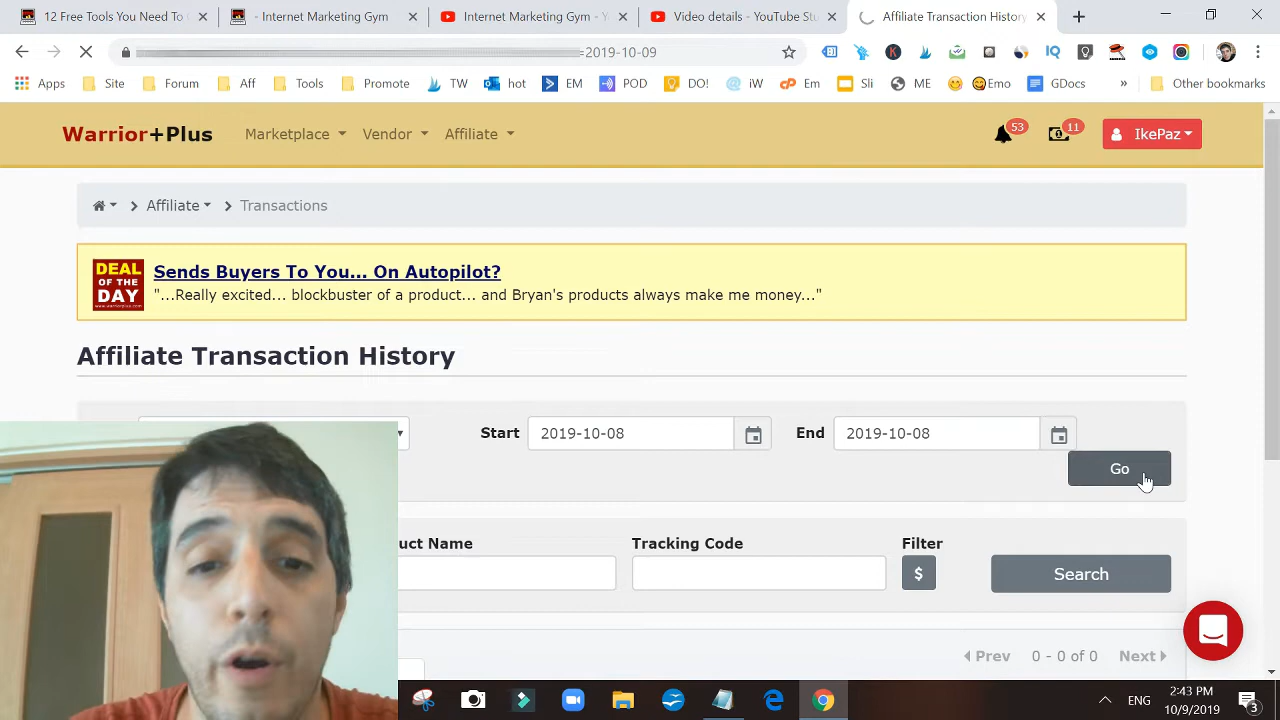 12 Free Tools You Need To
- Internet Marketing Gym
Internet Marketing Gym - Y
Video details - YouTube Stu
Affiliate Transaction History
=2019-10-09
Apps
Site
Forum
Aff
Tools
Promote
TW
hot
EM
POD
DO!
iW
Em
Sli
ME
Emo
GDocs
»
Other bookmarks
Warrior+Plus
Marketplace
Vendor
Affiliate
53
11
IkePaz
Affiliate
Transactions
DEAL OF THE DAY
Sends Buyers To You... On Autopilot?
"...Really excited... blockbuster of a product... and Bryan's products always make me money..."
Affiliate Transaction History
Start
2019-10-08
End
2019-10-08
Go
uct Name
Tracking Code
Filter
$
Search
Prev
0 - 0 of 0
Next
ENG
2:43 PM
10/9/2019
3